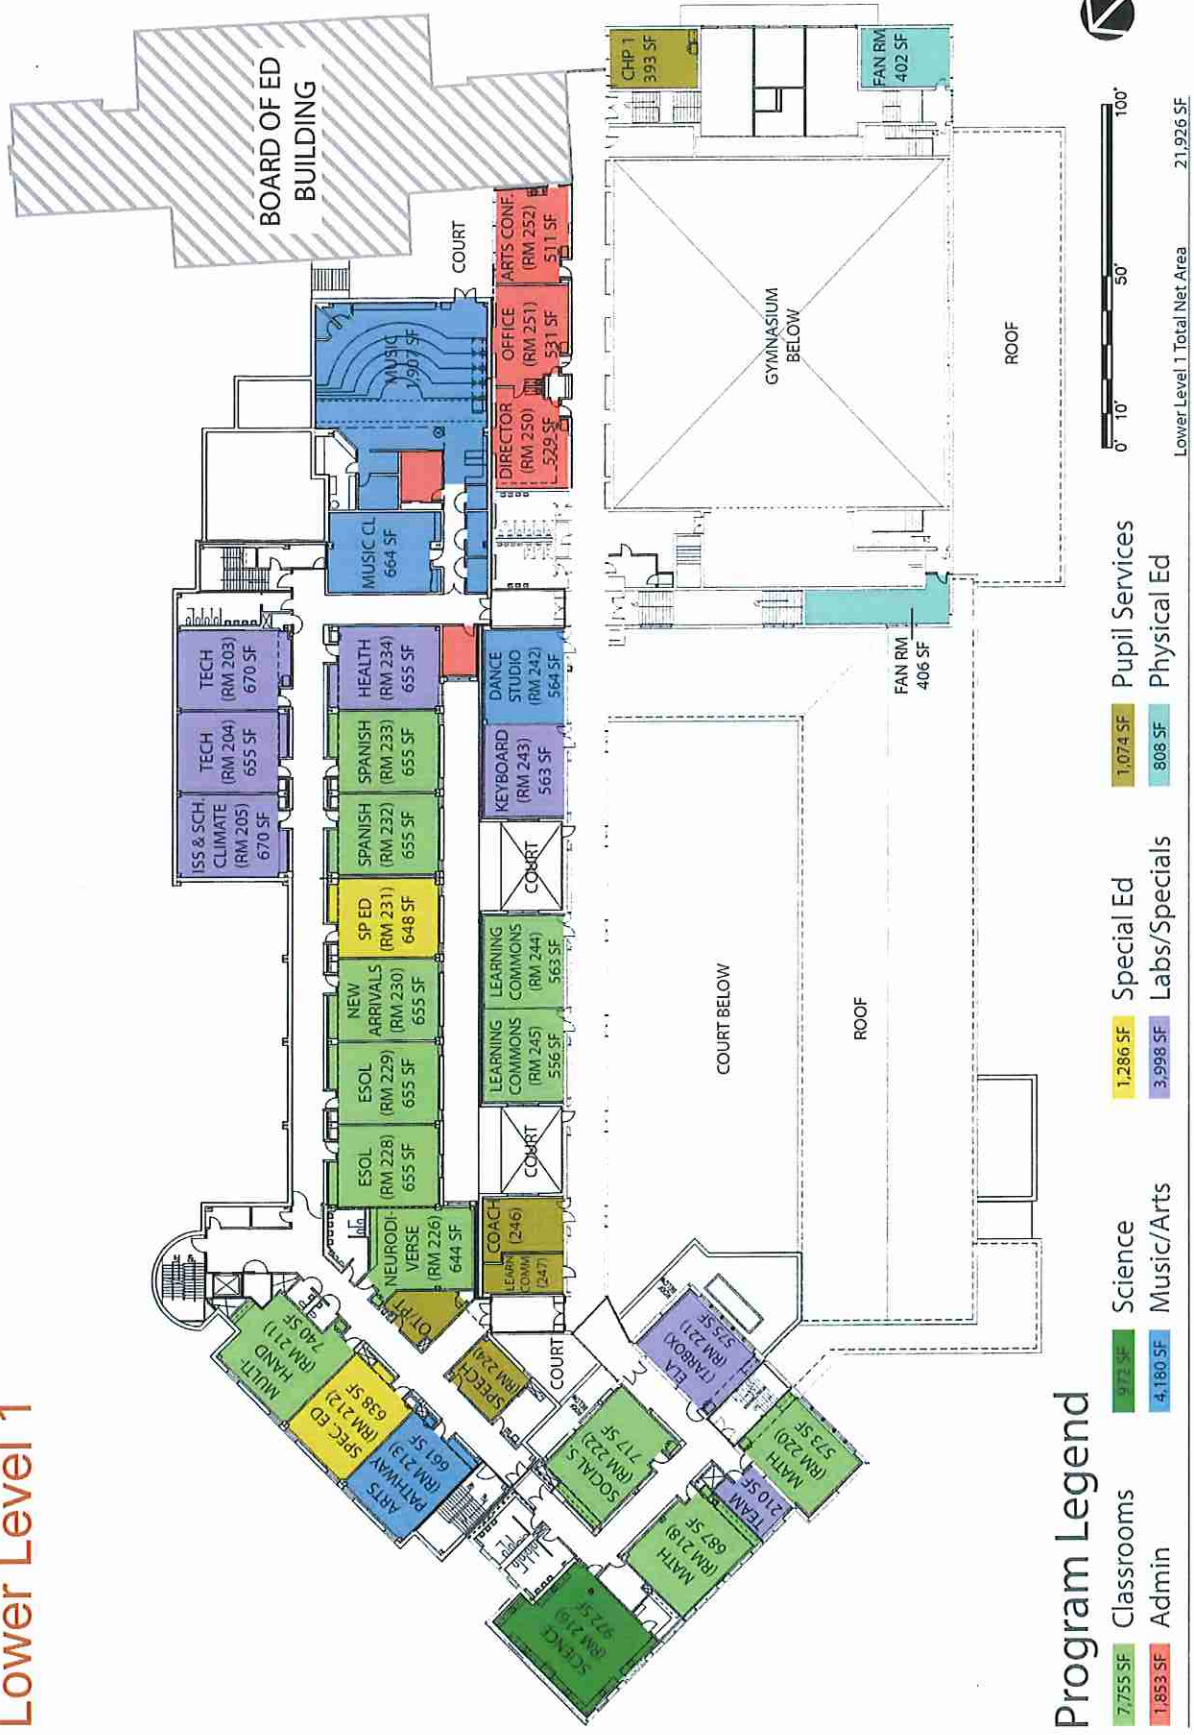 Lower Level 1
BOARD OF ED
BUILDING
COURT
TECH
(RM 203)
670 SF
TECH
(RM 204)
655 SF
ISS & SCH.
CLIMATE
(RM 205)
670 SF
MUSIC
1,907 SF
MUSIC CL
664 SF
ARTS CONF.
(RM 252)
511 SF
OFFICE
(RM 251)
531 SF
DIRECTOR
(RM 250)
529 SF
HEALTH
(RM 234)
655 SF
SPANISH
(RM 233)
655 SF
SPANISH
(RM 232)
655 SF
SP ED
(RM 231)
648 SF
NEW
ARRIVALS
(RM 230)
655 SF
ESOL
(RM 229)
655 SF
ESOL
(RM 228)
655 SF
NEURODI-
VERSE
(RM 226)
644 SF
DANCE
STUDIO
(RM 242)
564 SF
KEYBOARD
(RM 243)
563 SF
COURT
LEARNING
COMMONS
(RM 244)
563 SF
LEARNING
COMMONS
(RM 245)
556 SF
COURT
COACH
(246)
LEARN
COMM
(247)
OT/PT
SPEECH
(RM 224)
COURT
MULTI-
HAND
(RM 211)
740 SF
SPEC. ED
(RM 212)
638 SF
ARTS
PATHWAY
(RM 213)
661 SF
SCIENCE
(RM 216)
972 SF
SOCIAL S.
(RM 222)
717 SF
MATH
(RM 218)
687 SF
TEAM
210 SF
MATH
(RM 220)
573 SF
ELA
(TARBOX)
(RM 221)
575 SF
CHP 1
393 SF
FAN RM
402 SF
GYMNASIUM
BELOW
ROOF
FAN RM
406 SF
COURT BELOW
ROOF
Program Legend
7,755 SF Classrooms
972 SF Science
1,286 SF Special Ed
1,074 SF Pupil Services
1,853 SF Admin
4,180 SF Music/Arts
3,998 SF Labs/Specials
808 SF Physical Ed
0' 10' 50' 100'
Lower Level 1 Total Net Area 21,926 SF